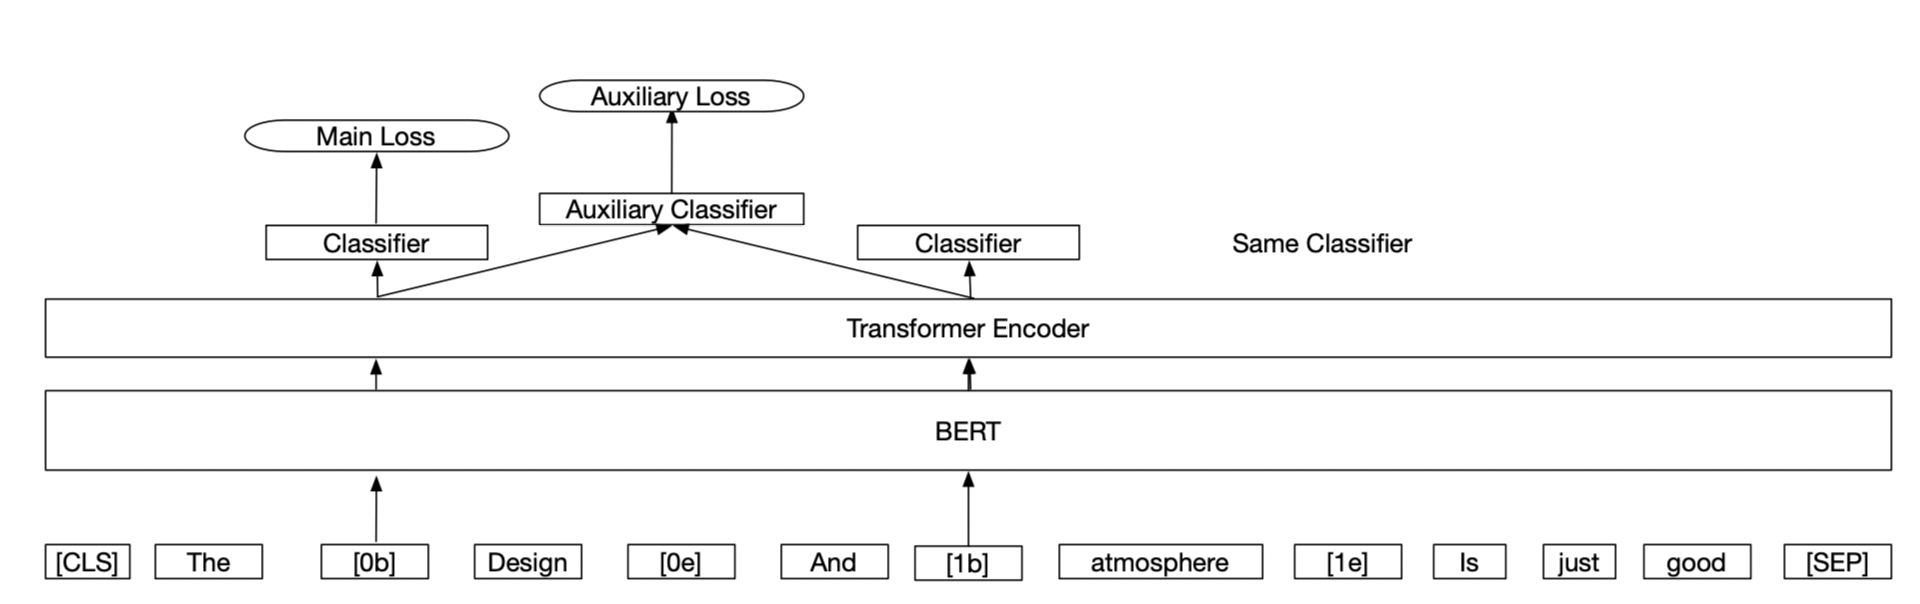 Auxiliary Loss
Main Loss
Auxiliary Classifier
Classifier Classifier Same Classifier
Transformer Encoder
BERT
[CLS] The [0b] Design [0e] And [1b] atmosphere [1e] Is just good [SEP]